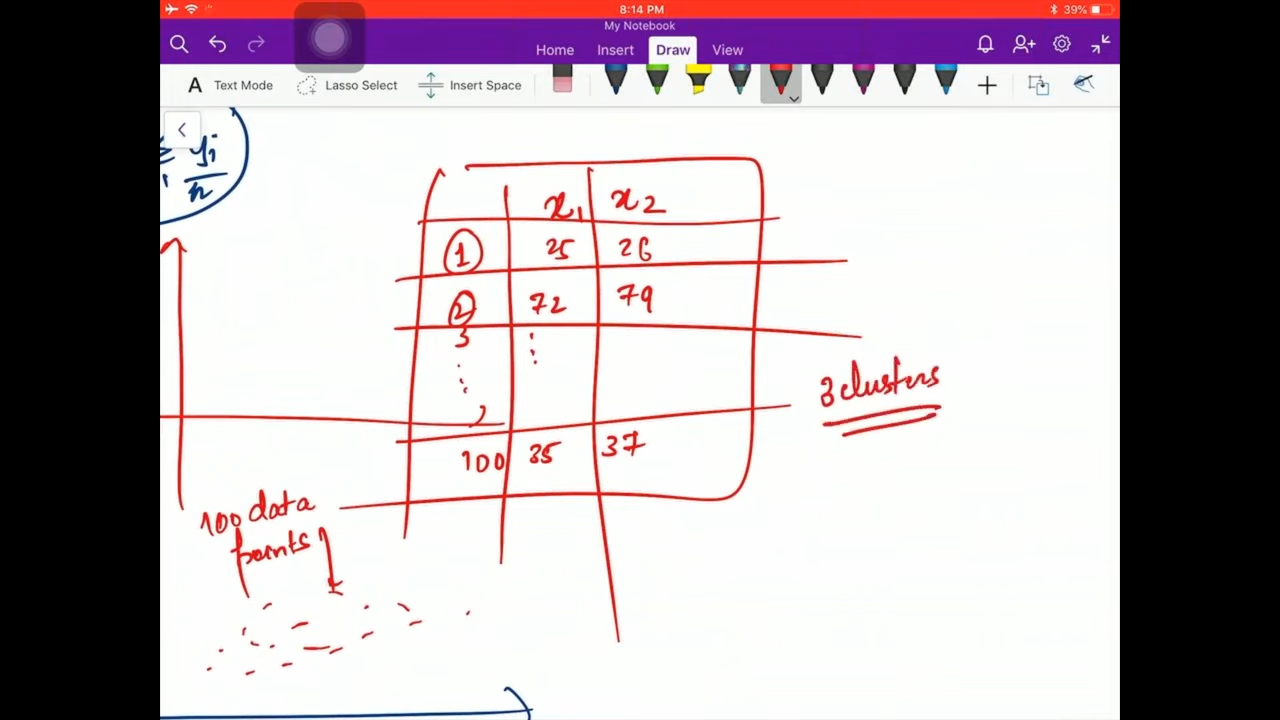 8:14 PM
39%
My Notebook
Home Insert Draw View
A Text Mode Lasso Select Insert Space
yi
n
x1 x2
1 25 26
2 72 79
3 ⋮
⋮
100 35 37
3 clusters
100 data
points